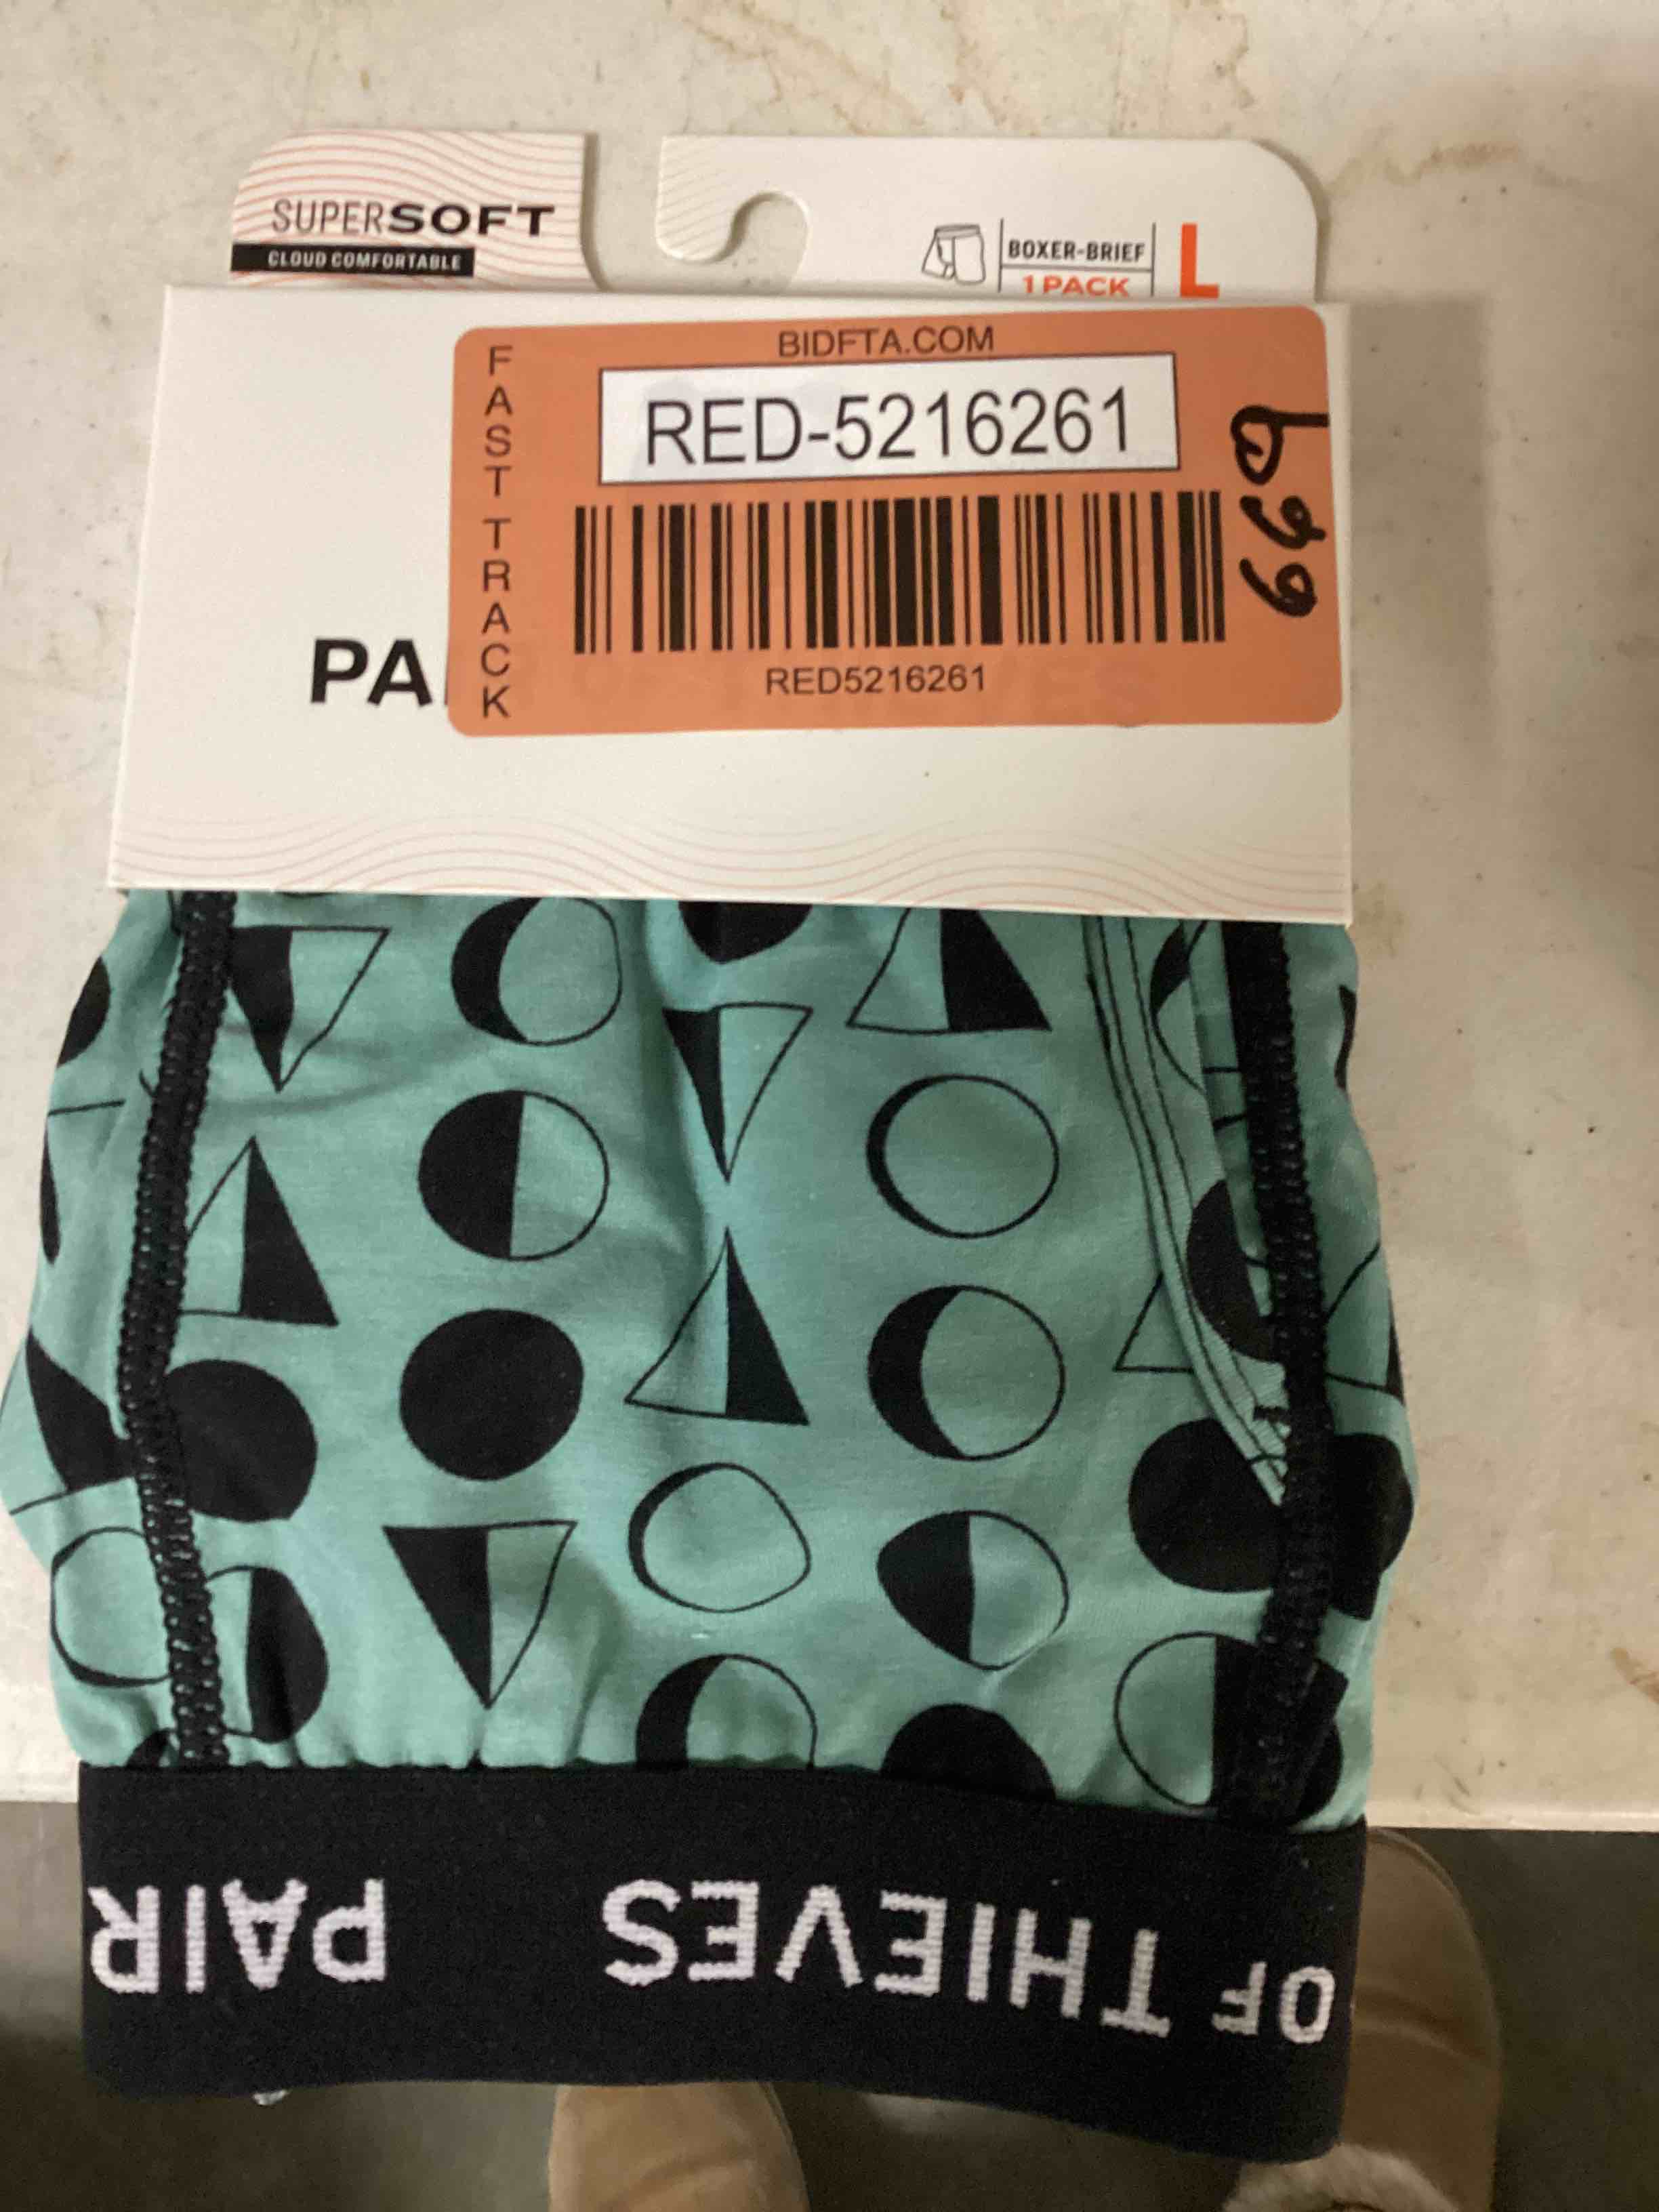 SUPERSOFT
CLOUD COMFORTABLE
BOXER-BRIEF
1 PACK
L
BIDFTA.COM
FAST TRACK
RED-5216261
RED5216261
PA
PAIR
OF THIEVES